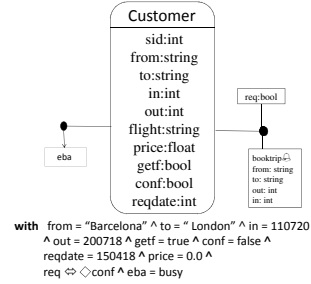 Customer
sid:int
from:string
to:string
in:int
out:int
flight:string
price:float
getf:bool
conf:bool
reqdate:int
eba
req:bool
booktrip
from: string
to: string
out: int
in: int
with from = "Barcelona" ^ to = " London" ^ in = 110720
^ out = 200718 ^ getf = true ^ conf = false ^
reqdate = 150418 ^ price = 0.0 ^
req ⇔ ◇conf ^ eba = busy